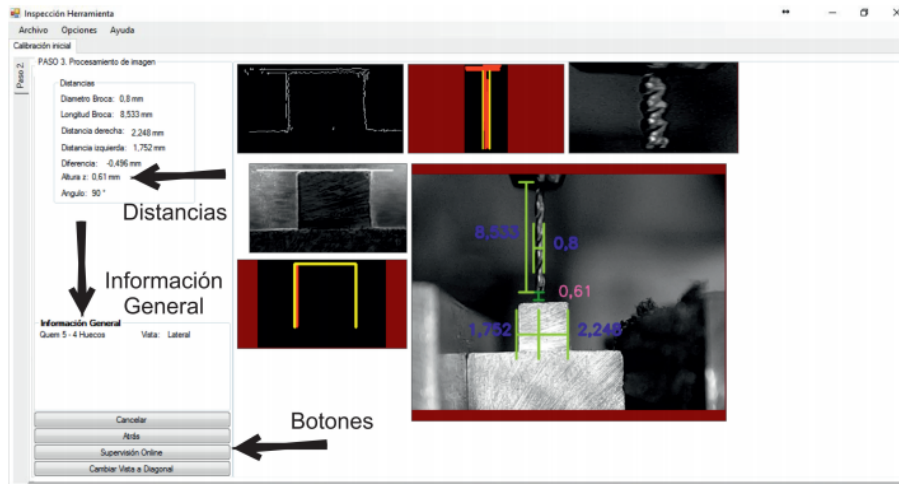 Inspección Herramienta
Archivo Opciones Ayuda
Calibración inicial
Paso 2.
PASO 3. Procesamiento de imagen
Distancias
Diametro Broca: 0,8 mm
Longitud Broca: 8,533 mm
Distancia derecha: 2,248 mm
Distancia izquierda: 1,752 mm
Diferencia: -0,496 mm
Altura z: 0,61 mm
Angulo: 90 °
Distancias
Información
General
Información General
Quem 5 - 4 Huecos Vista: Lateral
Cancelar
Atrás
Supervisión Online
Cambiar Vista a Diagonal
Botones
8,533
0,8
0,61
1,752
2,248